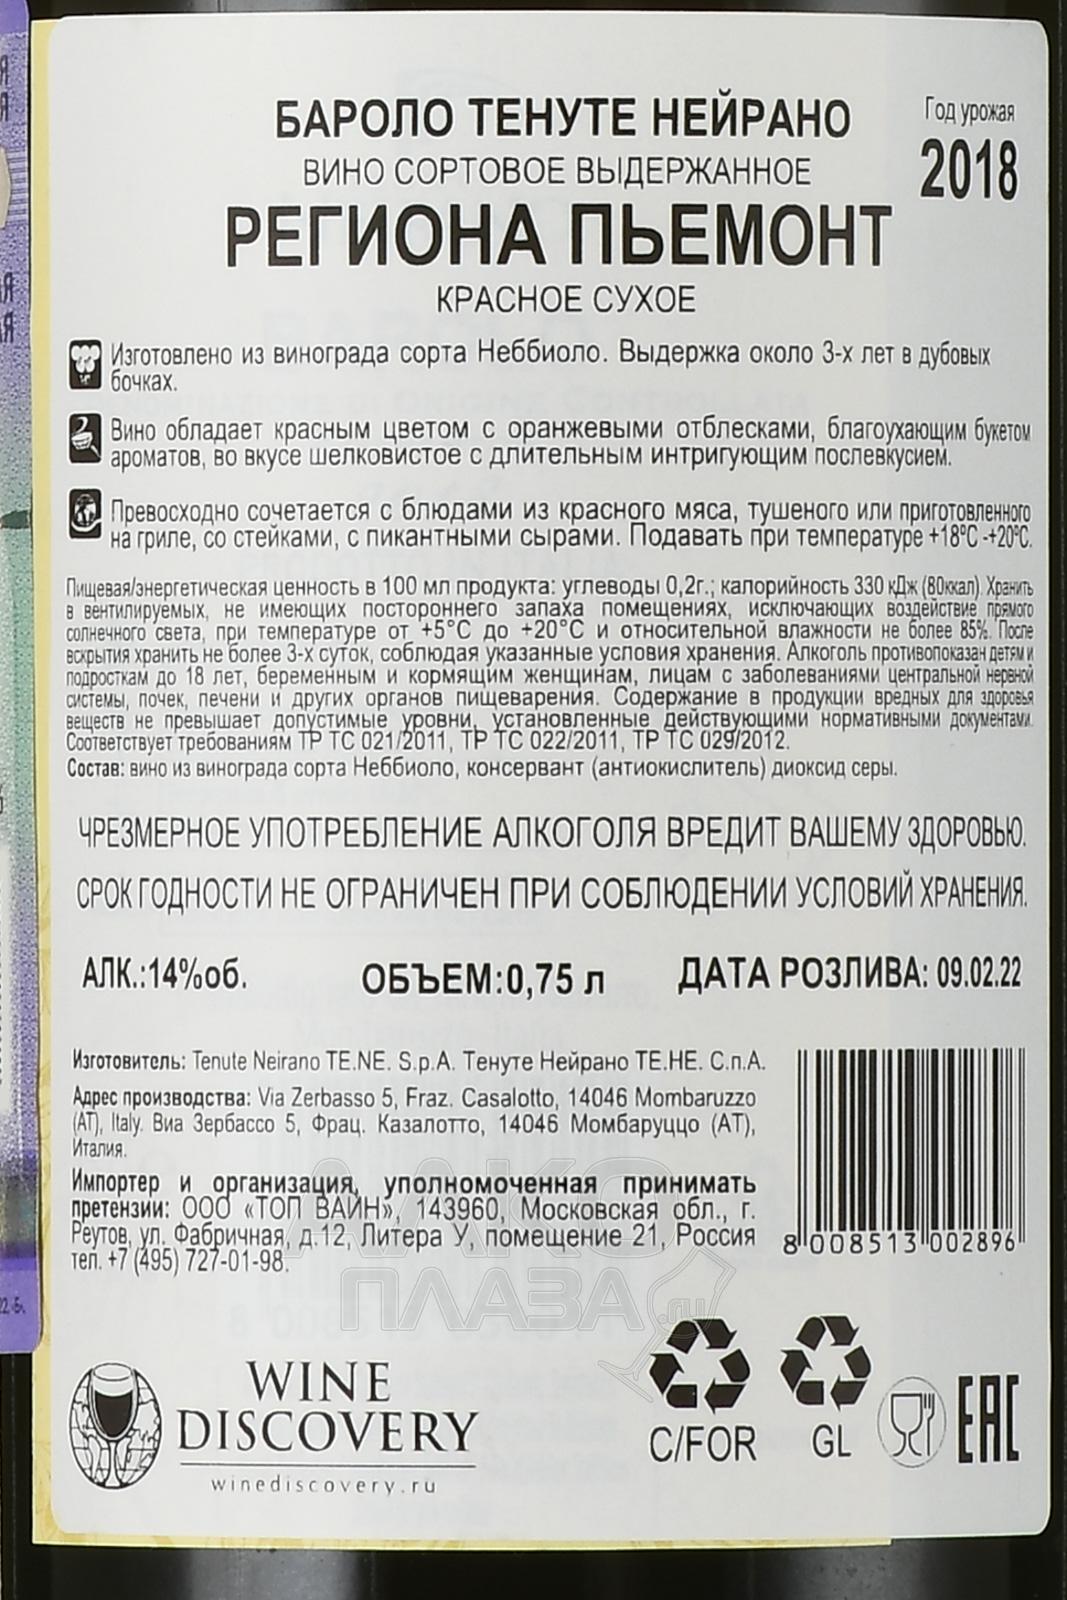 БАРОЛО ТЕНУТЕ НЕЙРАНО
Год урожая
2018
ВИНО СОРТОВОЕ ВЫДЕРЖАННОЕ
РЕГИОНА ПЬЕМОНТ
КРАСНОЕ СУХОЕ
Изготовлено из винограда сорта Неббиоло. Выдержка около 3-х лет в дубовых
бочках.
Вино обладает красным цветом с оранжевыми отблесками, благоухающим букетом
ароматов, во вкусе шелковистое с длительным интригующим послевкусием.
Превосходно сочетается с блюдами из красного мяса, тушеного или приготовленного
на гриле, со стейками, с пикантными сырами. Подавать при температуре +18°С -+20°С.
Пищевая/энергетическая ценность в 100 мл продукта: углеводы 0,2г.; калорийность 330 кДж (80ккал). Хранить
в вентилируемых, не имеющих постороннего запаха помещениях, исключающих воздействие прямого
солнечного света, при температуре от +5°С до +20°С и относительной влажности не более 85%. После
вскрытия хранить не более 3-х суток, соблюдая указанные условия хранения. Алкоголь противопоказан детям и
подросткам до 18 лет, беременным и кормящим женщинам, лицам с заболеваниями центральной нервной
системы, почек, печени и других органов пищеварения. Содержание в продукции вредных для здоровья
веществ не превышает допустимые уровни, установленные действующими нормативными документами.
Соответствует требованиям ТР ТС 021/2011, ТР ТС 022/2011, ТР ТС 029/2012.
Состав: вино из винограда сорта Неббиоло, консервант (антиокислитель) диоксид серы.
ЧРЕЗМЕРНОЕ УПОТРЕБЛЕНИЕ АЛКОГОЛЯ ВРЕДИТ ВАШЕМУ ЗДОРОВЬЮ.
СРОК ГОДНОСТИ НЕ ОГРАНИЧЕН ПРИ СОБЛЮДЕНИИ УСЛОВИЙ ХРАНЕНИЯ.
АЛК.:14%об. ОБЪЕМ:0,75 л ДАТА РОЗЛИВА: 09.02.22
Изготовитель: Tenute Neirano TE.NE. S.p.A. Тенуте Нейрано ТЕ.НЕ. С.п.А.
Адрес производства: Via Zerbasso 5, Fraz. Casalotto, 14046 Mombaruzzo
(AT), Italy. Виа Зербассо 5, Фрац. Казалотто, 14046 Момбаруццо (АТ),
Италия.
Импортер и организация, уполномоченная принимать
претензии: ООО «ТОП ВАЙН», 143960, Московская обл., г.
Реутов, ул. Фабричная, д.12, Литера У, помещение 21, Россия
тел. +7 (495) 727-01-98.
8 008513 002896
АЛКО
ПЛАЗА.ru
WINE
DISCOVERY
winediscovery.ru
C/FOR
GL
EAC